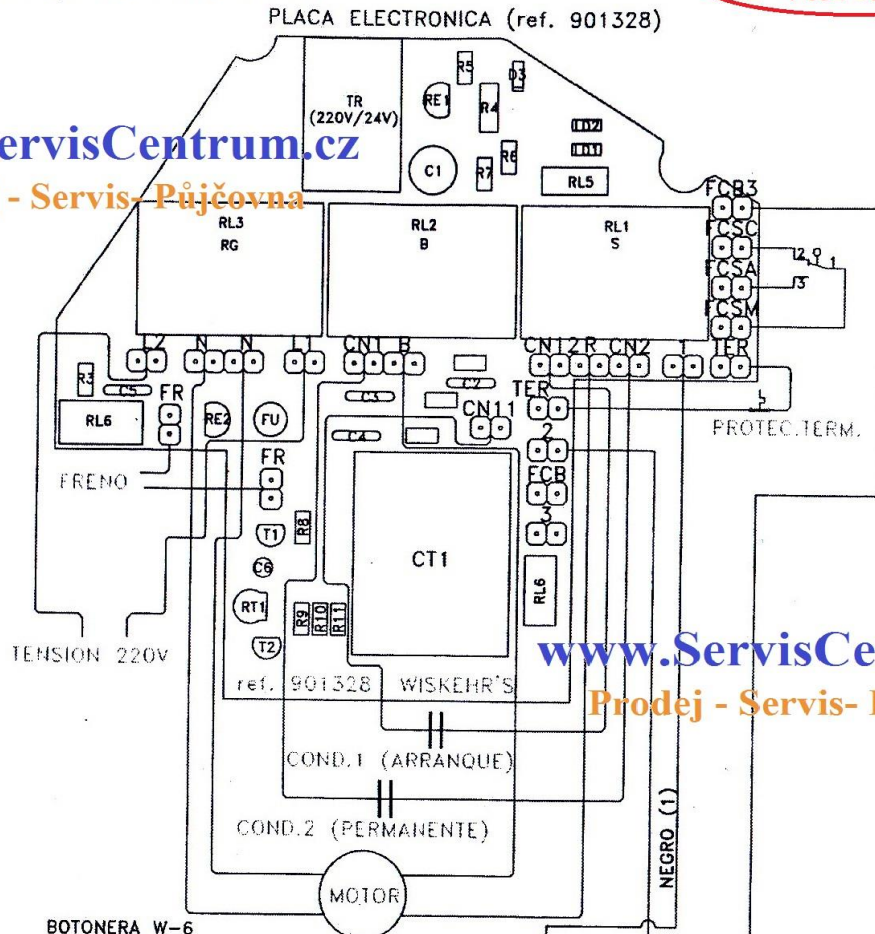 PLACA ELECTRONICA (ref. 901328)
R5
D3
TR
(220V/24V)
RE1
R4
LD2
LD1
ervisCentrum.cz
- Servis- Půjčovna
C1
R7
R6
RL5
RL3
RG
RL2
B
RL1
S
FCB3
FCSC
FCSA
FCSM
2
1
3
L2
N
N
L1
CN1
B
CN12
R
CN2
T
TER
R3
C5
FR
C3
C2
TER
RL6
RE2
FU
C4
CN11
2
PROTEC.TERM.
FRENO
FR
FCB
3
T1
R8
C6
CT1
RL6
RT1
R9
R10
R11
T2
TENSION 220V
www.ServisCe
ref. 901328 WISKEHR'S
Prodej - Servis-
COND.1 (ARRANQUE)
COND.2 (PERMANENTE)
NEGRO (1)
MOTOR
BOTONERA W-6